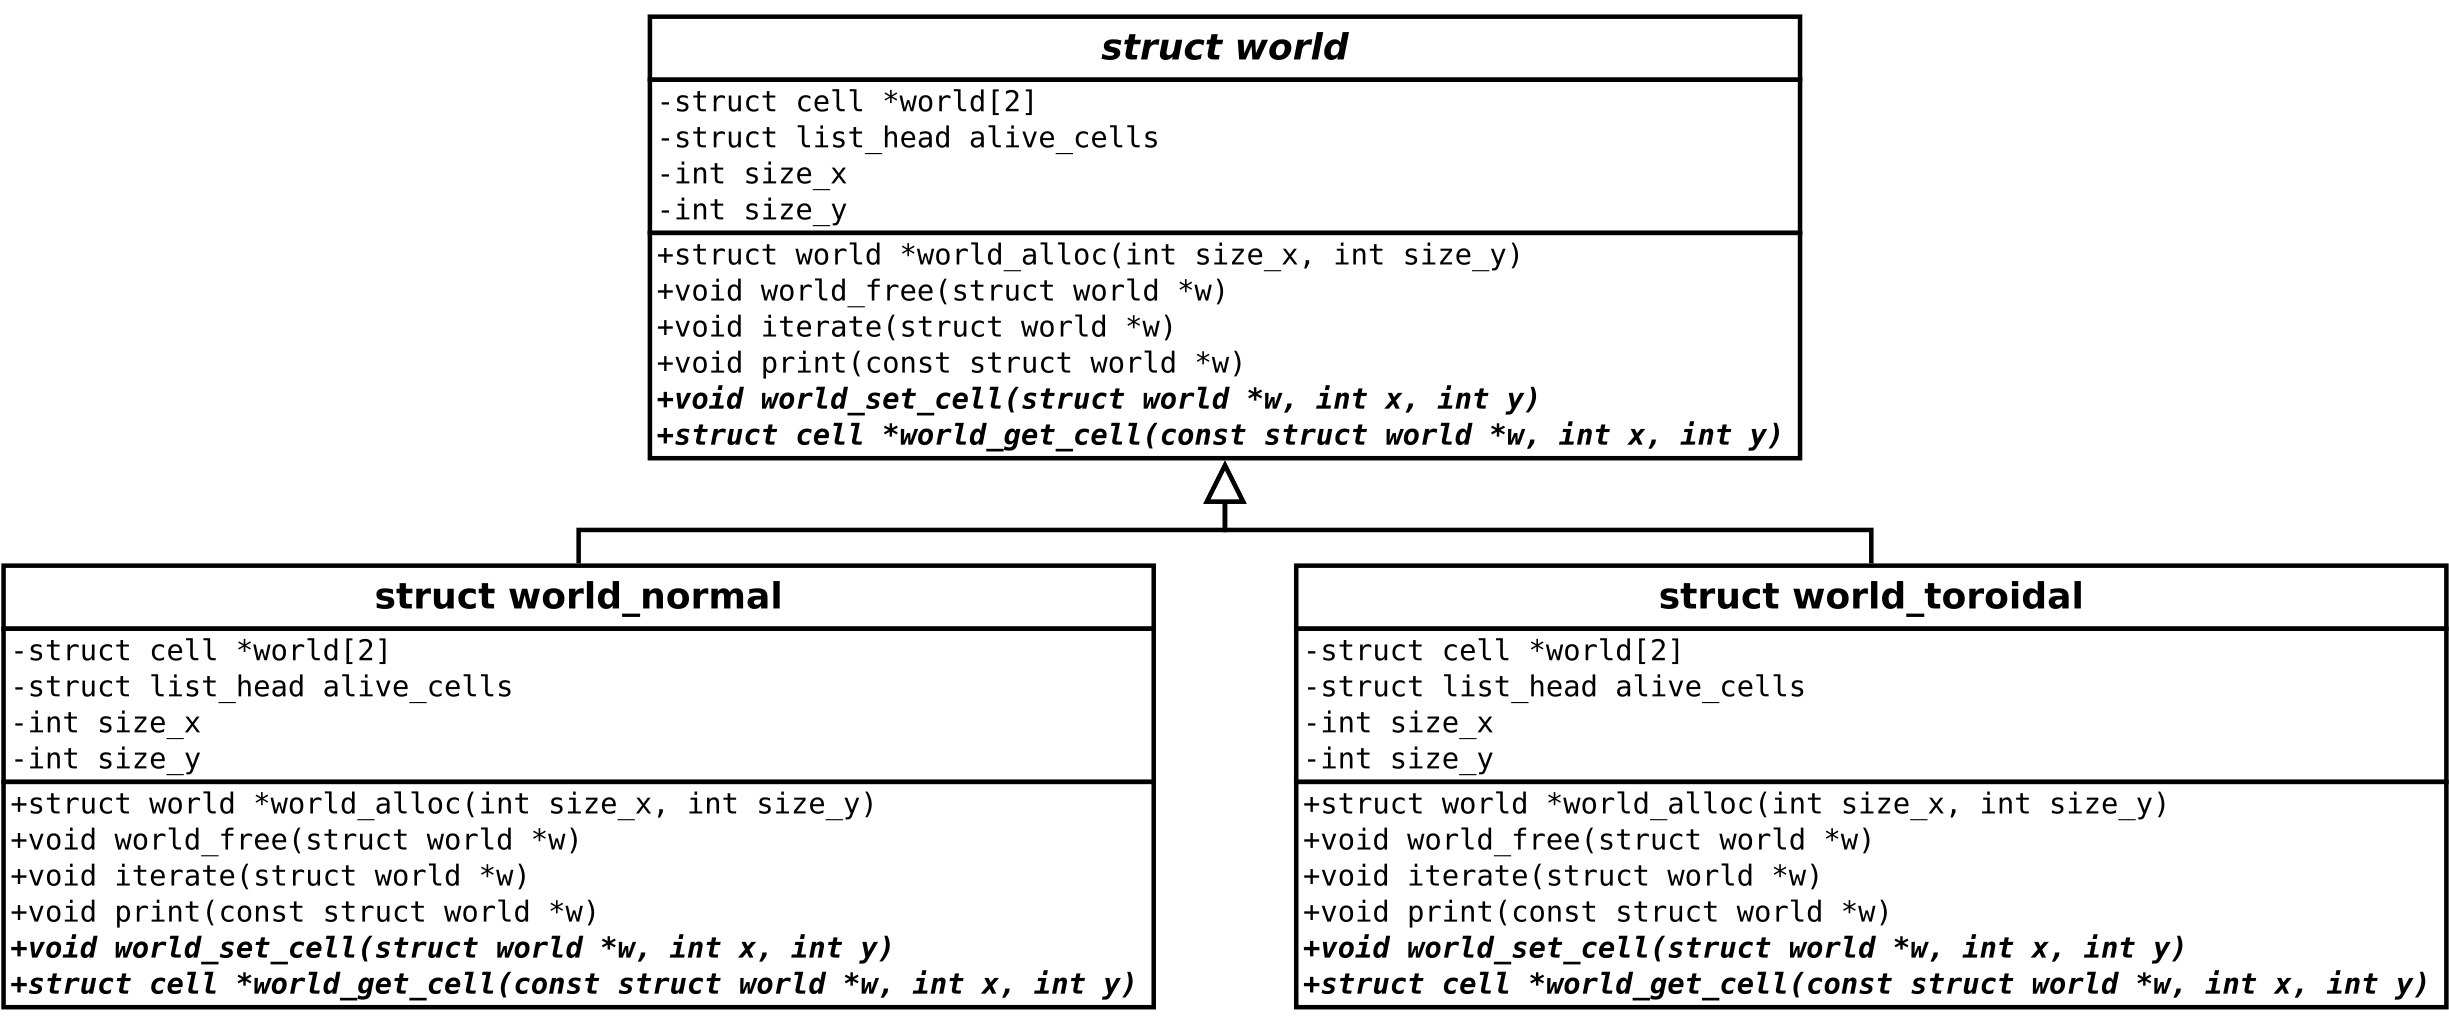 struct world
-struct cell *world[2]
-struct list_head alive_cells
-int size_x
-int size_y
+struct world *world_alloc(int size_x, int size_y)
+void world_free(struct world *w)
+void iterate(struct world *w)
+void print(const struct world *w)
+void world_set_cell(struct world *w, int x, int y)
+struct cell *world_get_cell(const struct world *w, int x, int y)
struct world_normal
-struct cell *world[2]
-struct list_head alive_cells
-int size_x
-int size_y
+struct world *world_alloc(int size_x, int size_y)
+void world_free(struct world *w)
+void iterate(struct world *w)
+void print(const struct world *w)
+void world_set_cell(struct world *w, int x, int y)
+struct cell *world_get_cell(const struct world *w, int x, int y)
struct world_toroidal
-struct cell *world[2]
-struct list_head alive_cells
-int size_x
-int size_y
+struct world *world_alloc(int size_x, int size_y)
+void world_free(struct world *w)
+void iterate(struct world *w)
+void print(const struct world *w)
+void world_set_cell(struct world *w, int x, int y)
+struct cell *world_get_cell(const struct world *w, int x, int y)